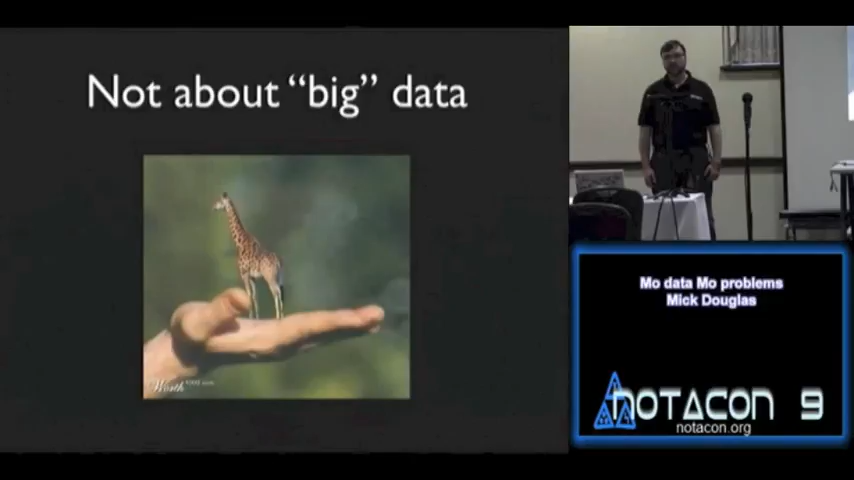 Not about “big” data
Mo data Mo problems
Mick Douglas
NOTACON 9
notacon.org